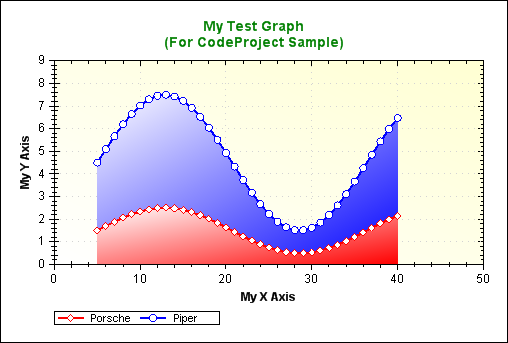 My Test Graph
(For CodeProject Sample)
My Y Axis
9
8
7
6
5
4
3
2
1
0
0 10 20 30 40 50
My X Axis
Porsche Piper